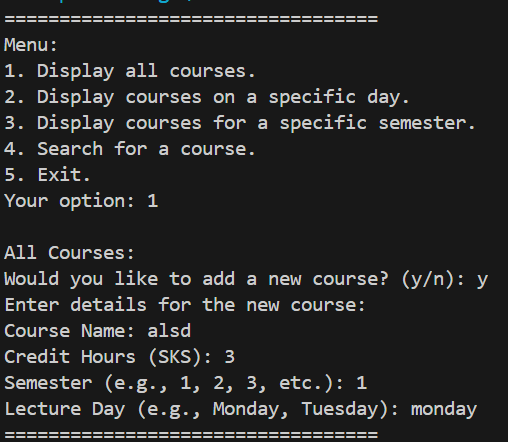 ===================================
Menu:
1. Display all courses.
2. Display courses on a specific day.
3. Display courses for a specific semester.
4. Search for a course.
5. Exit.
Your option: 1
All Courses:
Would you like to add a new course? (y/n): y
Enter details for the new course:
Course Name: alsd
Credit Hours (SKS): 3
Semester (e.g., 1, 2, 3, etc.): 1
Lecture Day (e.g., Monday, Tuesday): monday
===================================